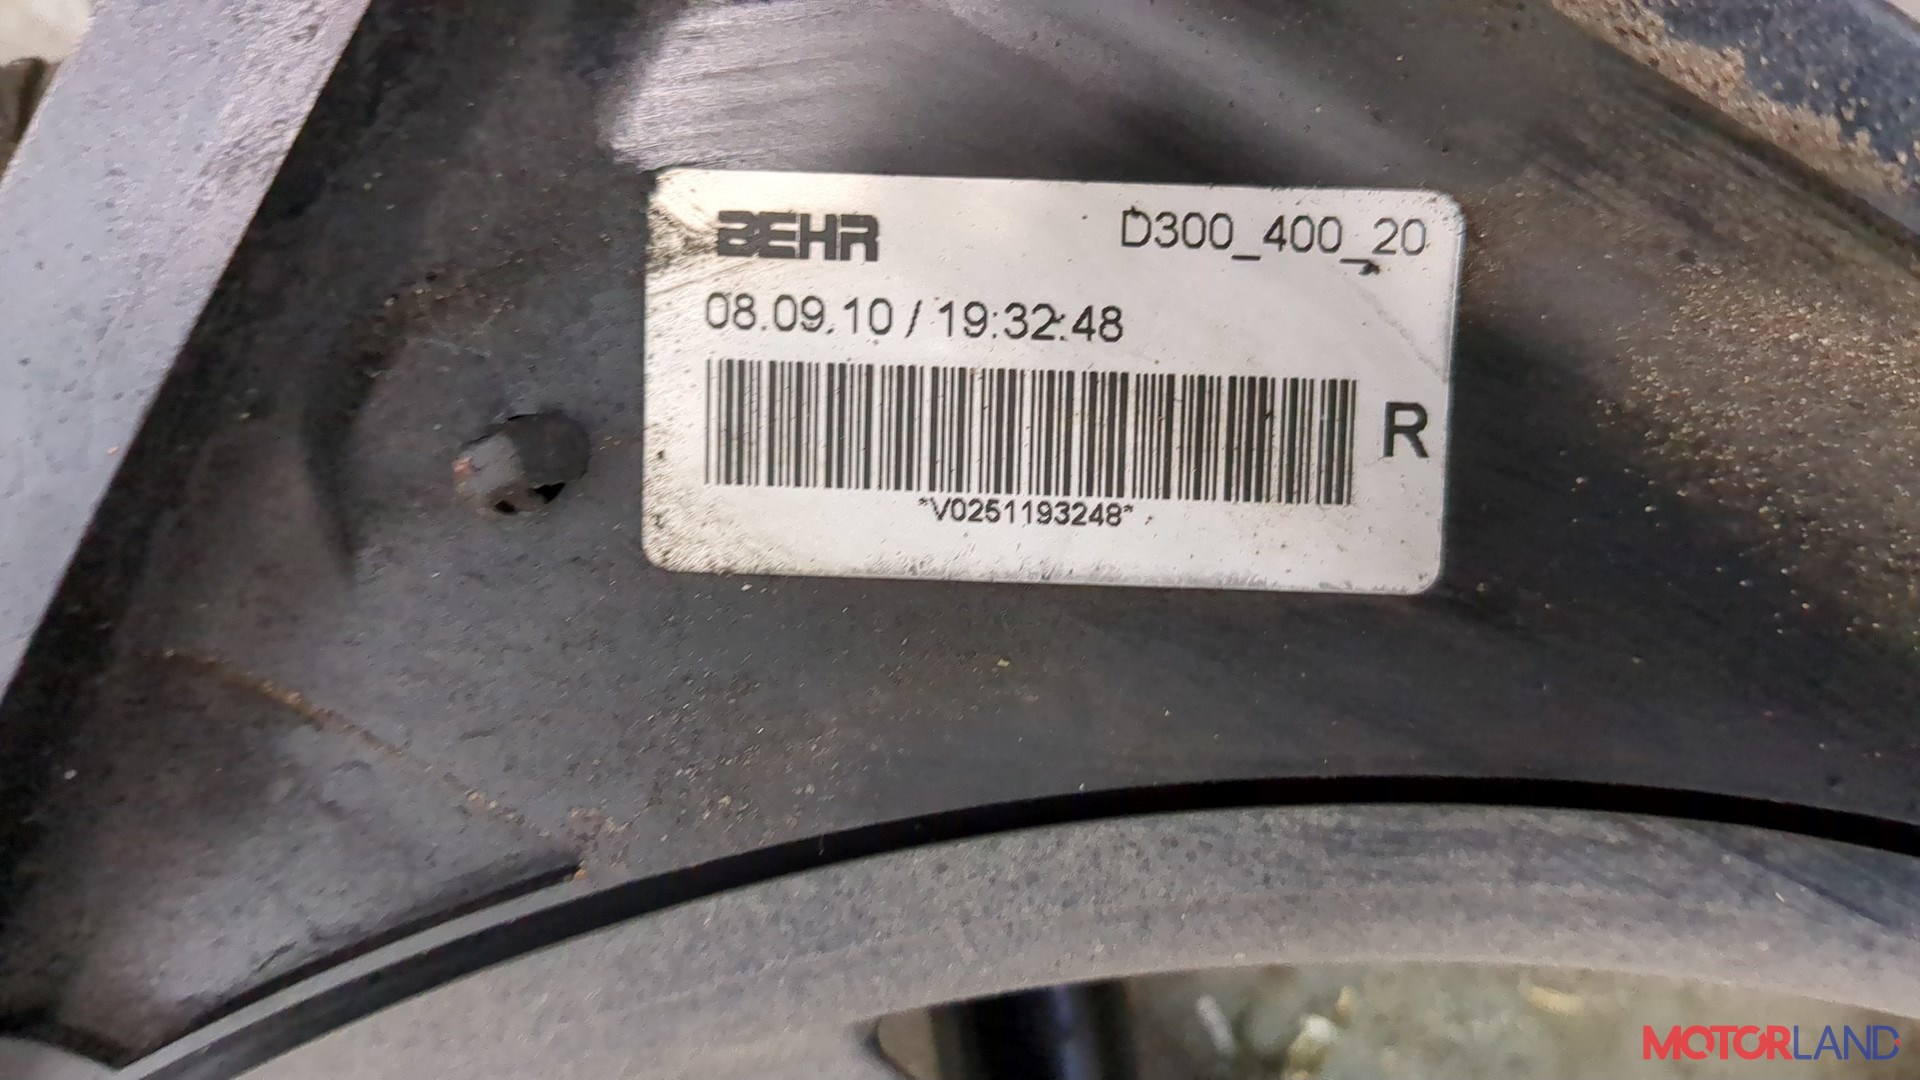 BEHR D300_400_20
08.09.10 / 19:32:48
R
*V0251193248*
MOTORLAND